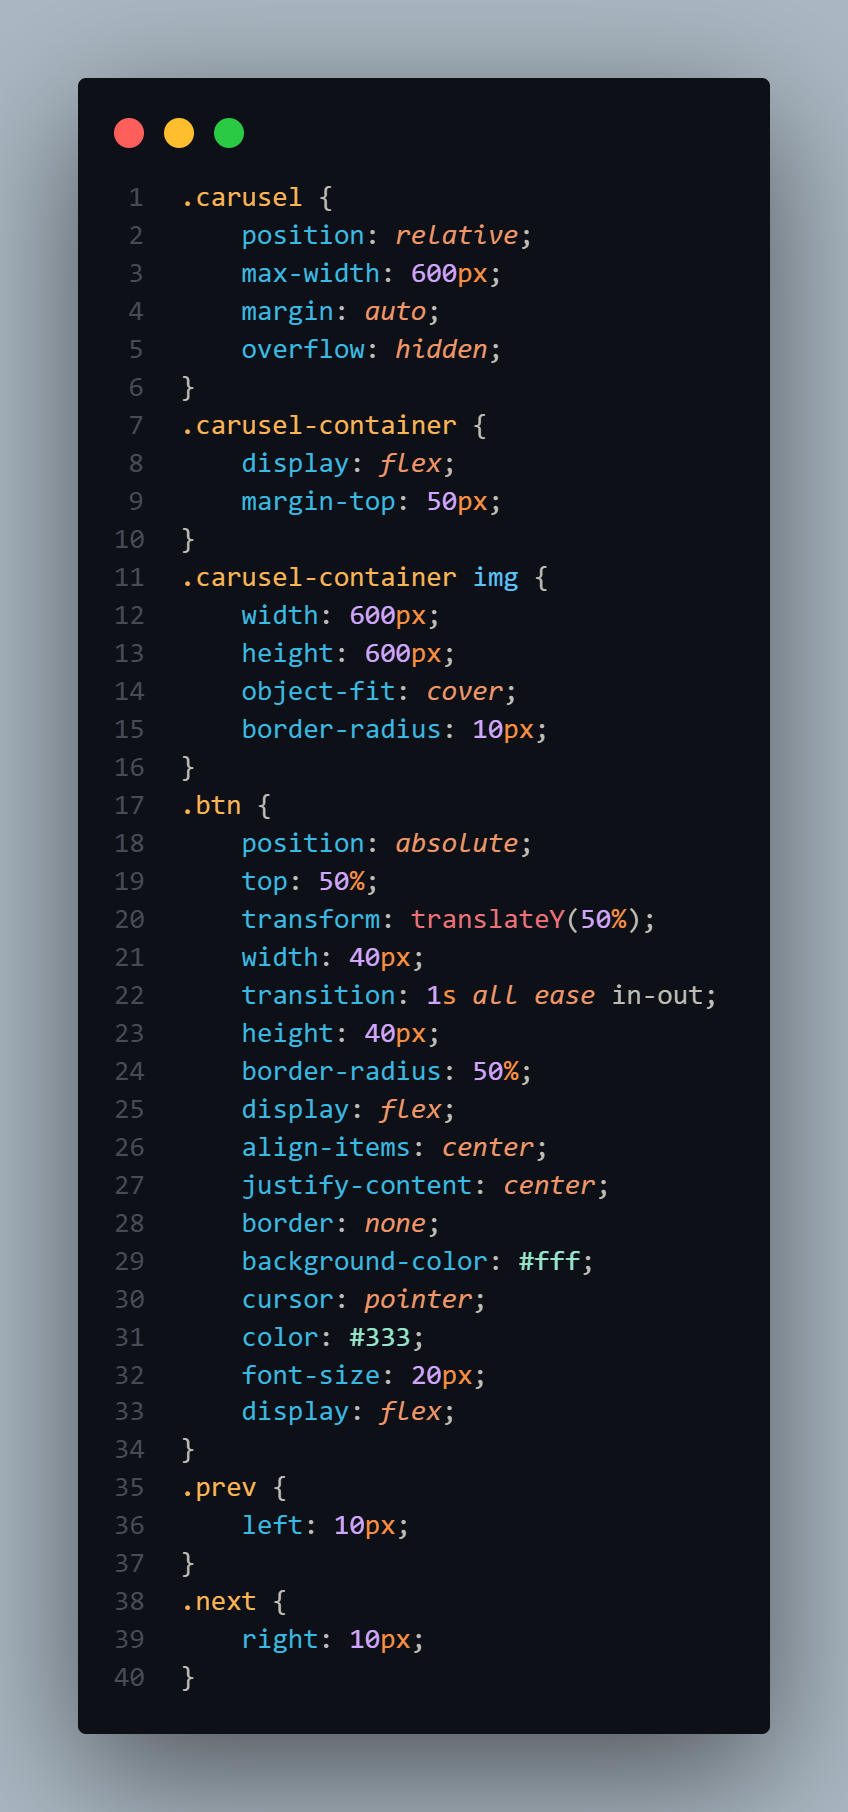 1 .carusel {
2 position: relative;
3 max-width: 600px;
4 margin: auto;
5 overflow: hidden;
6 }
7 .carusel-container {
8 display: flex;
9 margin-top: 50px;
10 }
11 .carusel-container img {
12 width: 600px;
13 height: 600px;
14 object-fit: cover;
15 border-radius: 10px;
16 }
17 .btn {
18 position: absolute;
19 top: 50%;
20 transform: translateY(50%);
21 width: 40px;
22 transition: 1s all ease in-out;
23 height: 40px;
24 border-radius: 50%;
25 display: flex;
26 align-items: center;
27 justify-content: center;
28 border: none;
29 background-color: #fff;
30 cursor: pointer;
31 color: #333;
32 font-size: 20px;
33 display: flex;
34 }
35 .prev {
36 left: 10px;
37 }
38 .next {
39 right: 10px;
40 }